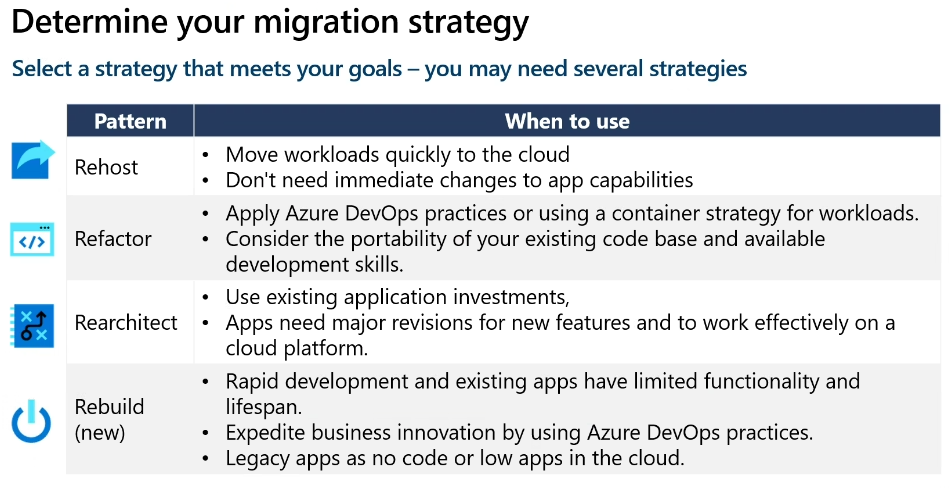 Determine your migration strategy
Select a strategy that meets your goals – you may need several strategies
Pattern When to use
Rehost
• Move workloads quickly to the cloud
• Don't need immediate changes to app capabilities
Refactor
• Apply Azure DevOps practices or using a container strategy for workloads.
• Consider the portability of your existing code base and available
development skills.
Rearchitect
• Use existing application investments,
• Apps need major revisions for new features and to work effectively on a
cloud platform.
Rebuild
(new)
• Rapid development and existing apps have limited functionality and
lifespan.
• Expedite business innovation by using Azure DevOps practices.
• Legacy apps as no code or low apps in the cloud.